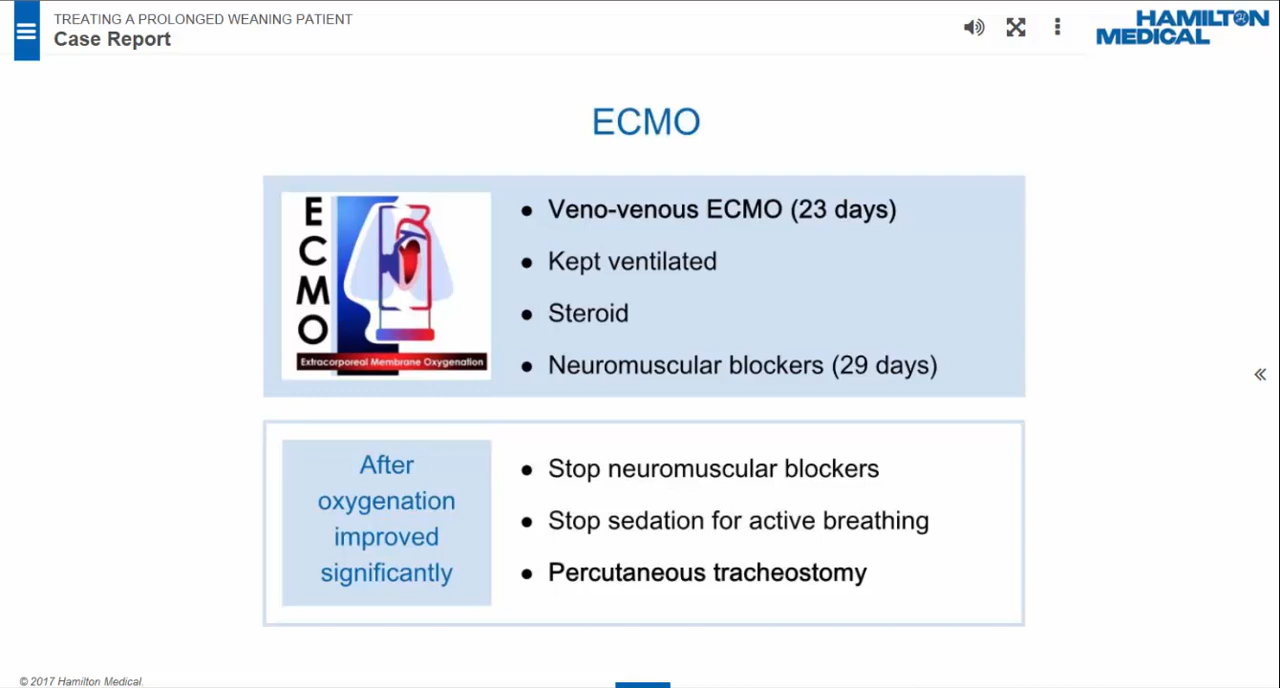 TREATING A PROLONGED WEANING PATIENT
Case Report
HAMILTON
MEDICAL
ECMO
E
C
M
O
Extracorporeal Membrane Oxygenation
● Veno-venous ECMO (23 days)
● Kept ventilated
● Steroid
● Neuromuscular blockers (29 days)
After
oxygenation
improved
significantly
● Stop neuromuscular blockers
● Stop sedation for active breathing
● Percutaneous tracheostomy
© 2017 Hamilton Medical.